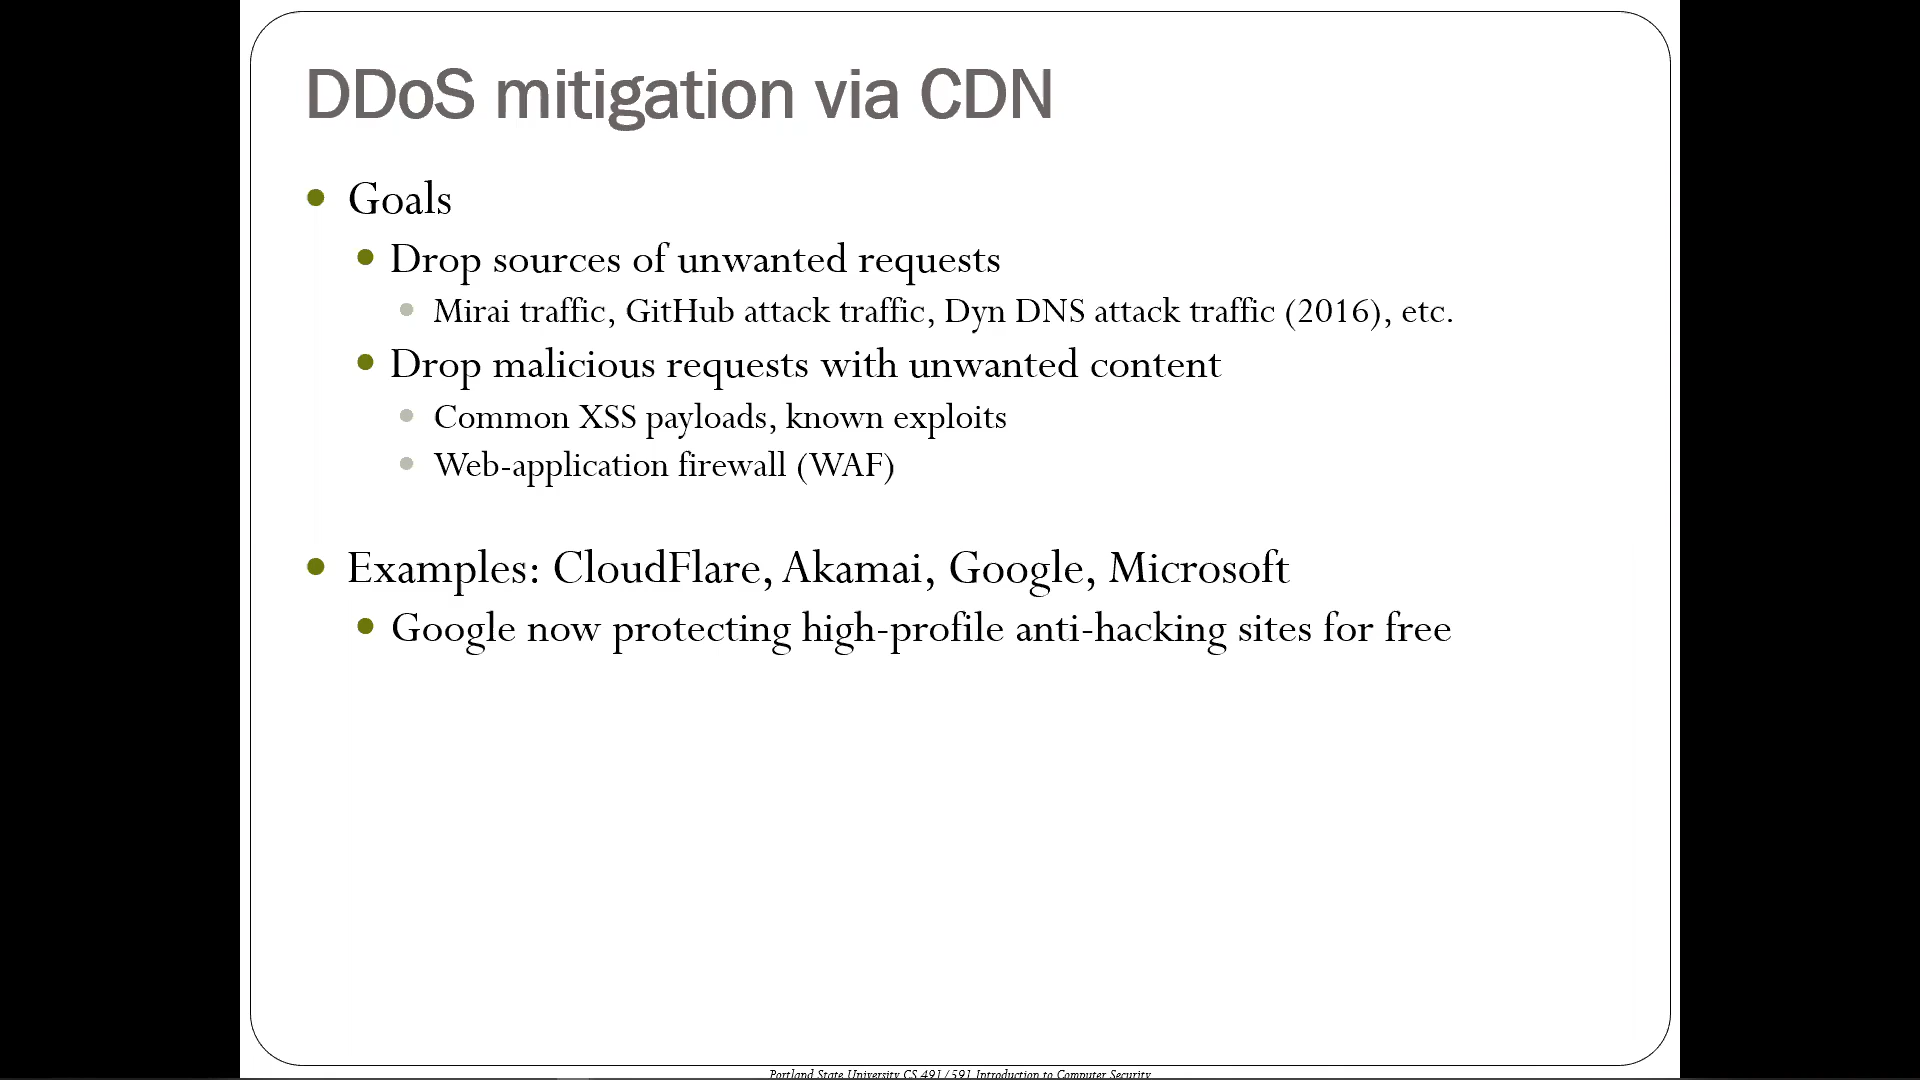 DDoS mitigation via CDN
Goals
Drop sources of unwanted requests
Mirai traffic, GitHub attack traffic, Dyn DNS attack traffic (2016), etc.
Drop malicious requests with unwanted content
Common XSS payloads, known exploits
Web-application firewall (WAF)
Examples: CloudFlare, Akamai, Google, Microsoft
Google now protecting high-profile anti-hacking sites for free
Portland State University CS 491/591 Introduction to Computer Security